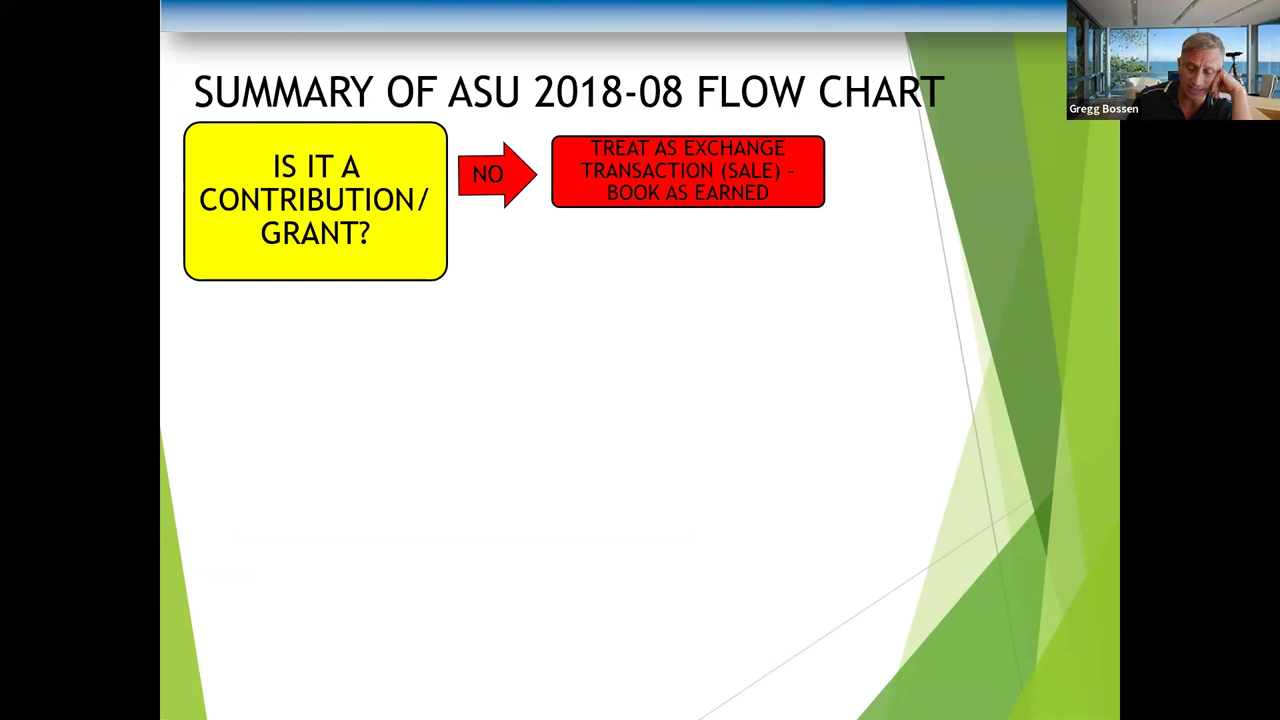 SUMMARY OF ASU 2018-08 FLOW CHART
IS IT A
CONTRIBUTION/
GRANT?
NO
TREAT AS EXCHANGE
TRANSACTION (SALE) –
BOOK AS EARNED
Gregg Bossen